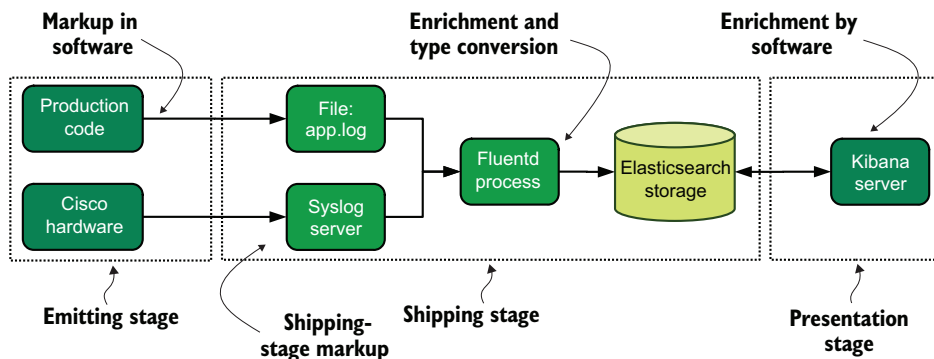 Markup in
software
Enrichment and
type conversion
Enrichment by
software
Production
code
File:
app.log
Fluentd
process
Elasticsearch
storage
Kibana
server
Cisco
hardware
Syslog
server
Emitting stage
Shipping-
stage markup
Shipping stage
Presentation
stage